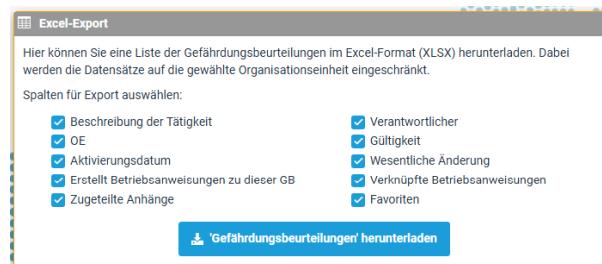 Excel-Export
Hier können Sie eine Liste der Gefährdungsbeurteilungen im Excel-Format (XLSX) herunterladen. Dabei
werden die Datensätze auf die gewählte Organisationseinheit eingeschränkt.
Spalten für Export auswählen:
Beschreibung der Tätigkeit
Verantwortlicher
OE
Gültigkeit
Aktivierungsdatum
Wesentliche Änderung
Erstellt Betriebsanweisungen zu dieser GB
Verknüpfte Betriebsanweisungen
Zugeteilte Anhänge
Favoriten
'Gefährdungsbeurteilungen' herunterladen